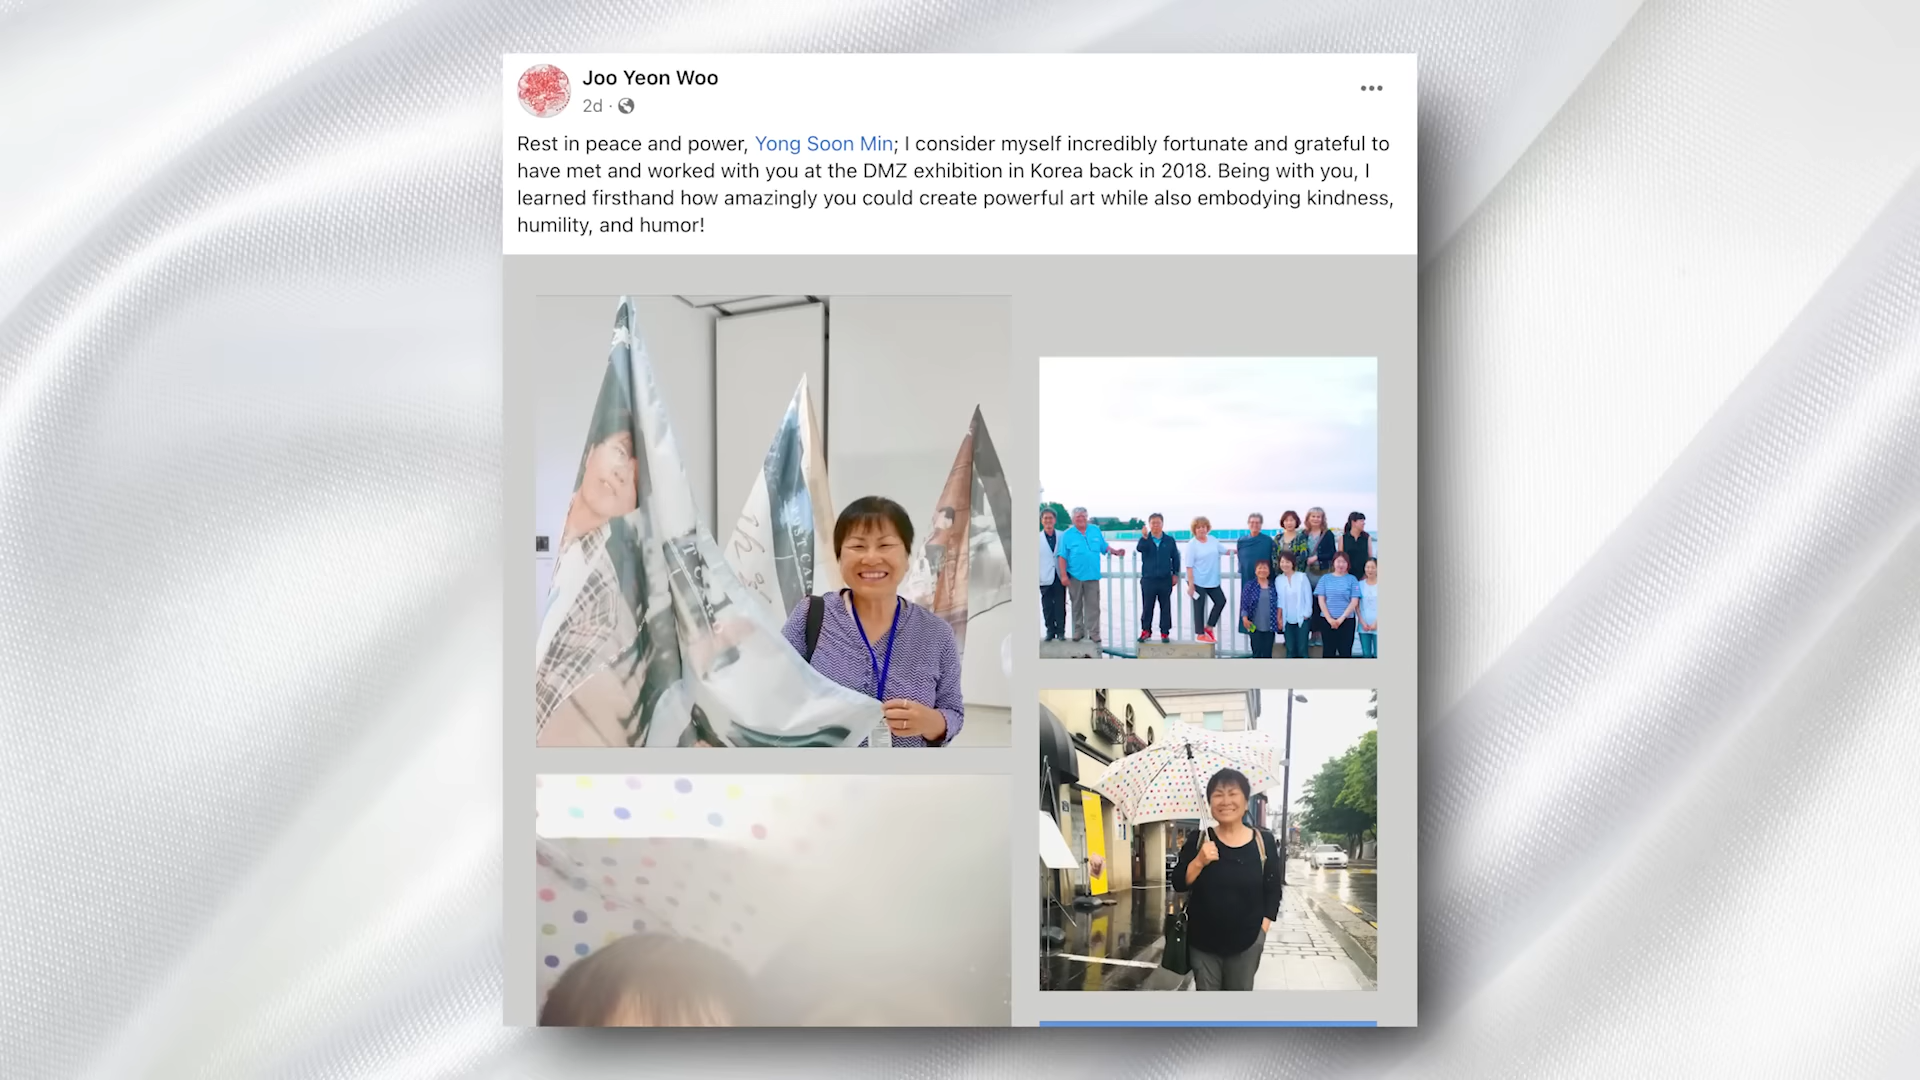 Joo Yeon Woo
2d ·
Rest in peace and power, Yong Soon Min; I consider myself incredibly fortunate and grateful to
have met and worked with you at the DMZ exhibition in Korea back in 2018. Being with you, I
learned firsthand how amazingly you could create powerful art while also embodying kindness,
humility, and humor!